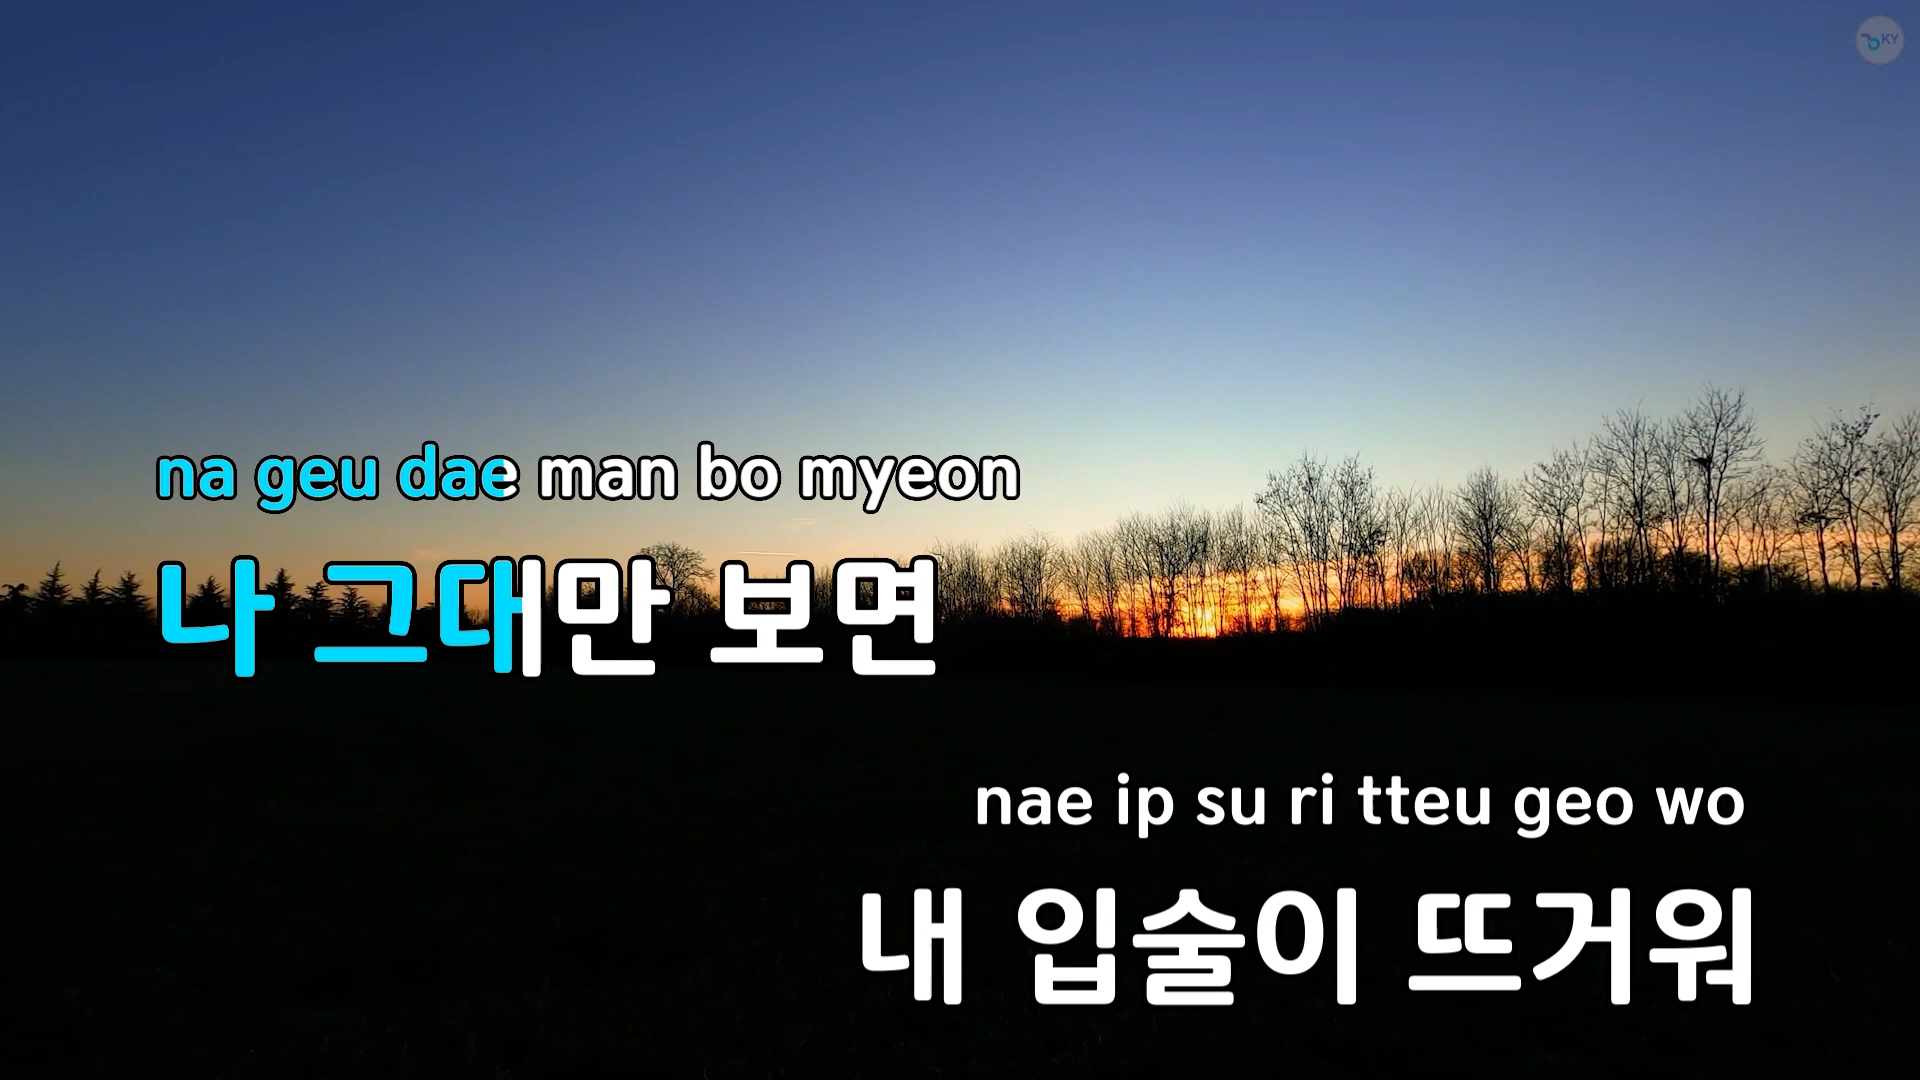 KY
na geu dae man bo myeon
나 그대만 보면
nae ip su ri tteu geo wo
내 입술이 뜨거워